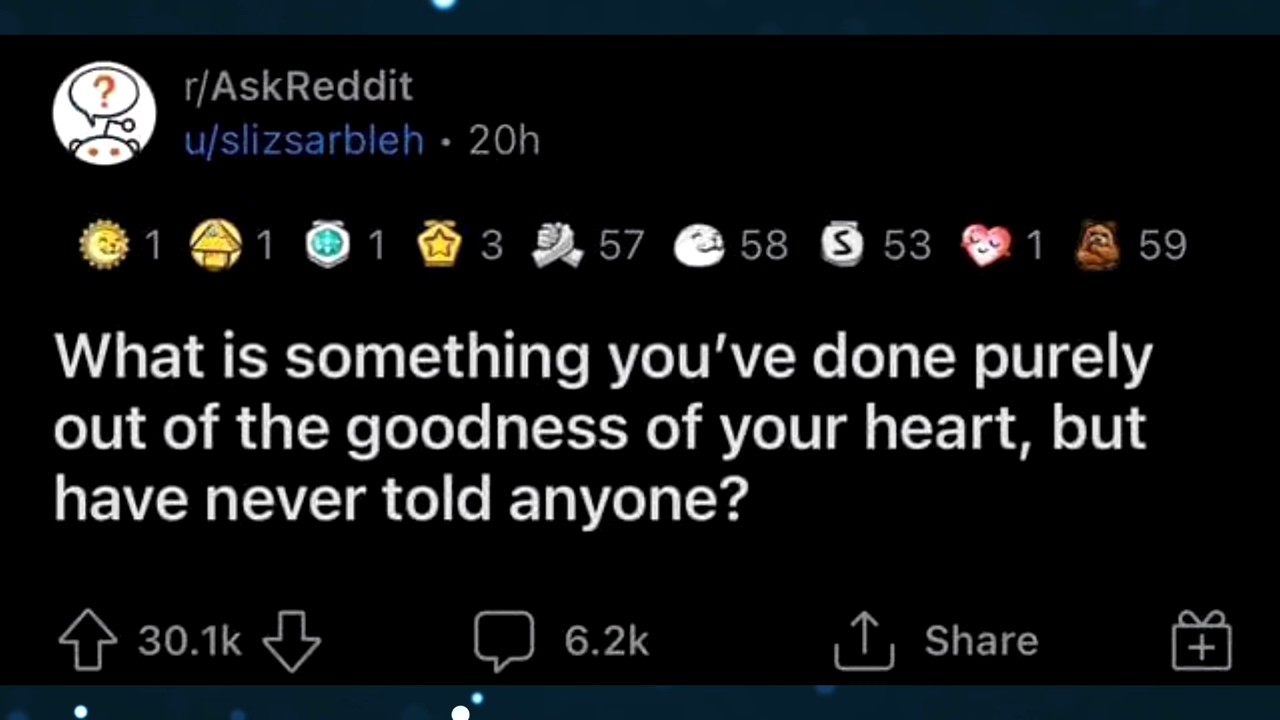 r/AskReddit
u/slizsarbleh • 20h
1 1 1 3 57 58 S 53 1 59
What is something you’ve done purely
out of the goodness of your heart, but
have never told anyone?
30.1k 6.2k Share